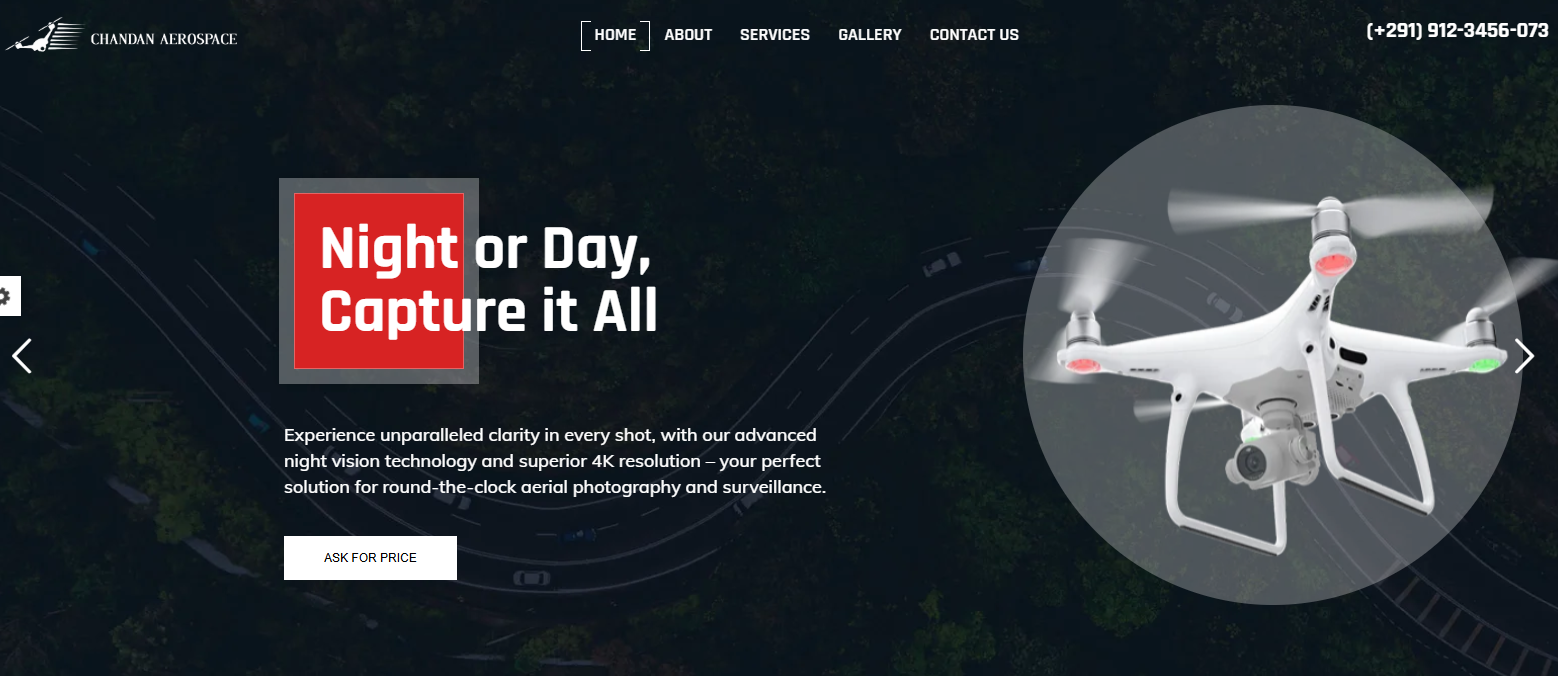 CHANDAN AEROSPACE
HOME ABOUT SERVICES GALLERY CONTACT US
(+291) 912-3456-073
Night or Day,
Capture it All
Experience unparalleled clarity in every shot, with our advanced
night vision technology and superior 4K resolution – your perfect
solution for round-the-clock aerial photography and surveillance.
ASK FOR PRICE